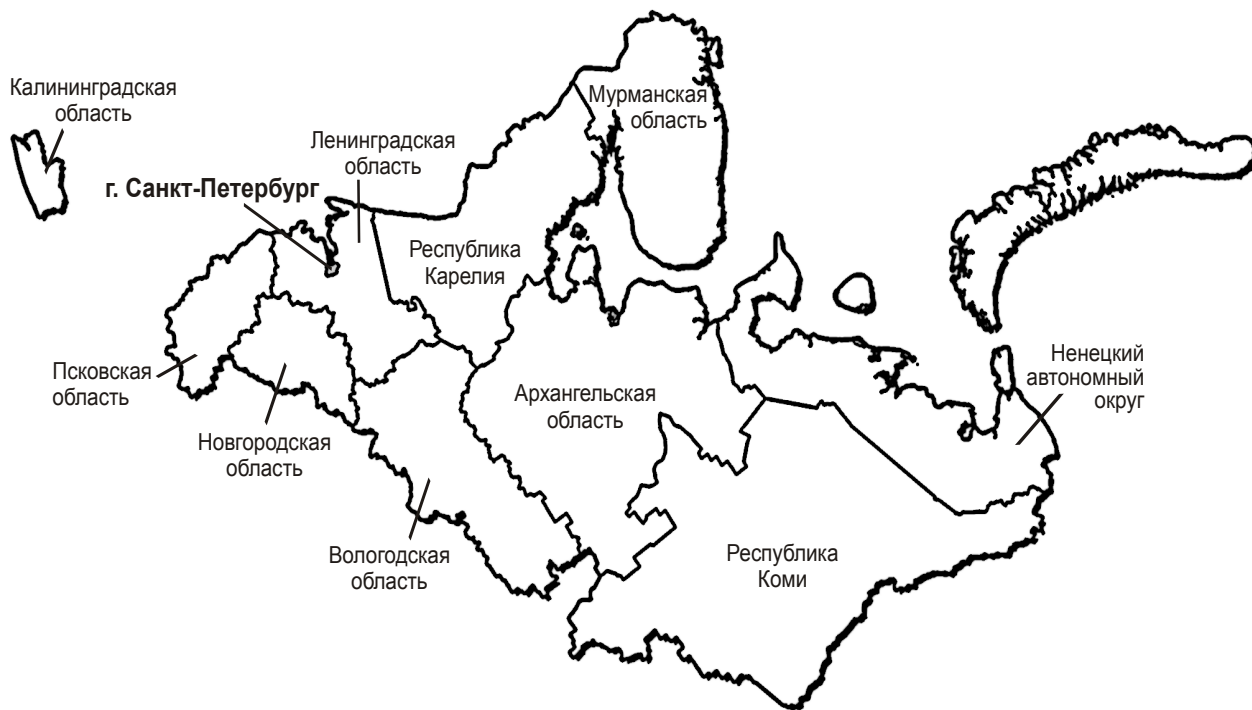 Калининградская
область
Мурманская
область
Ленинградская
область
г. Санкт-Петербург
Республика
Карелия
Псковская
область
Архангельская
область
Ненецкий
автономный
округ
Новгородская
область
Вологодская
область
Республика
Коми